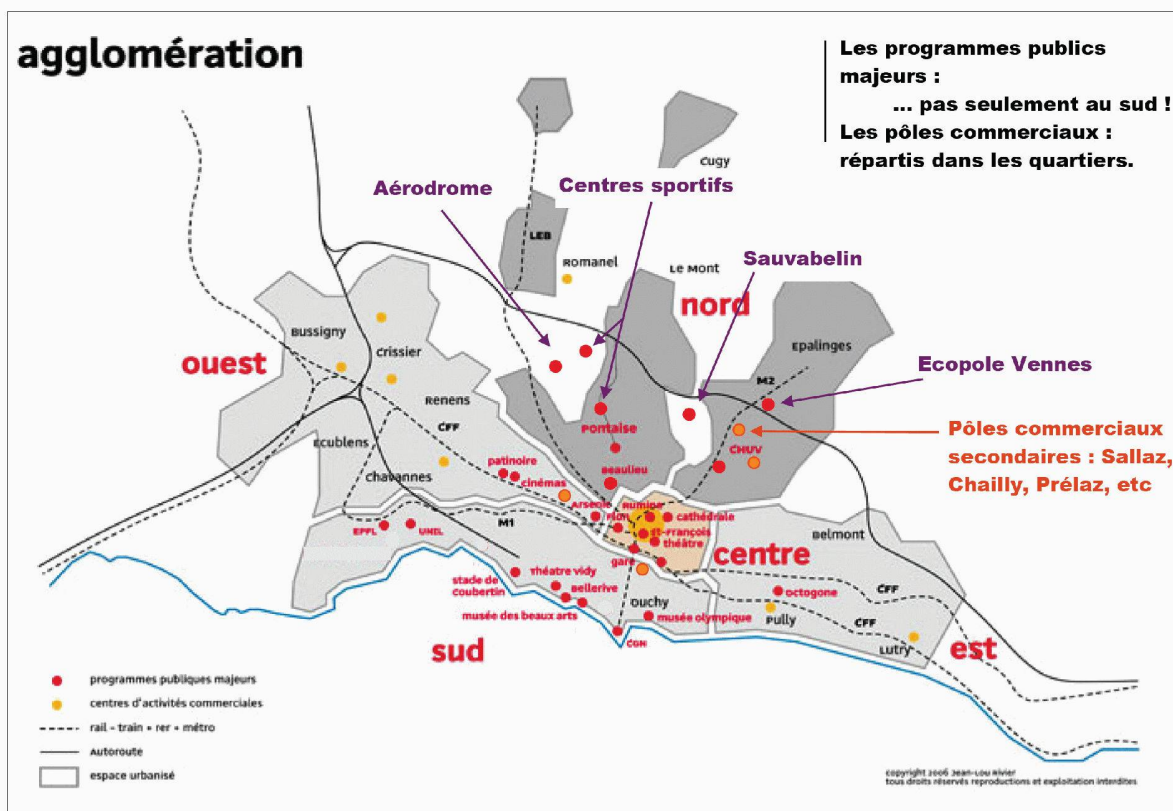 agglomération
Les programmes publics
majeurs :
... pas seulement au sud !
Les pôles commerciaux :
répartis dans les quartiers.
Cugy
Aérodrome
Centres sportifs
LEB
Romanel
Le Mont
Sauvabelin
nord
Bussigny
Crissier
ouest
Epalinges
M2
Ecopole Vennes
Renens
CFF
Ecublens
Pontaise
CHUV
Pôles commerciaux
secondaires : Sallaz,
Chailly, Prélaz, etc
Chavannes
patinoire
cinémas
Beaulieu
Arsenic
Rumine
Flon
cathédrale
St-François
théâtre
EPFL
UNIL
M1
gare
centre
Belmont
stade de
coubertin
Théatre vidy
Bellerive
musée des beaux arts
Ouchy
musée olympique
CGN
Octogone
CFF
Pully
CFF
Lutry
est
sud
programmes publiques majeurs
centres d'activités commerciales
rail - train • rer • métro
Autoroute
espace urbanisé
copyright 2006 Jean-Lou Rivier
tous droits réservés reproductions et exploitation interdites